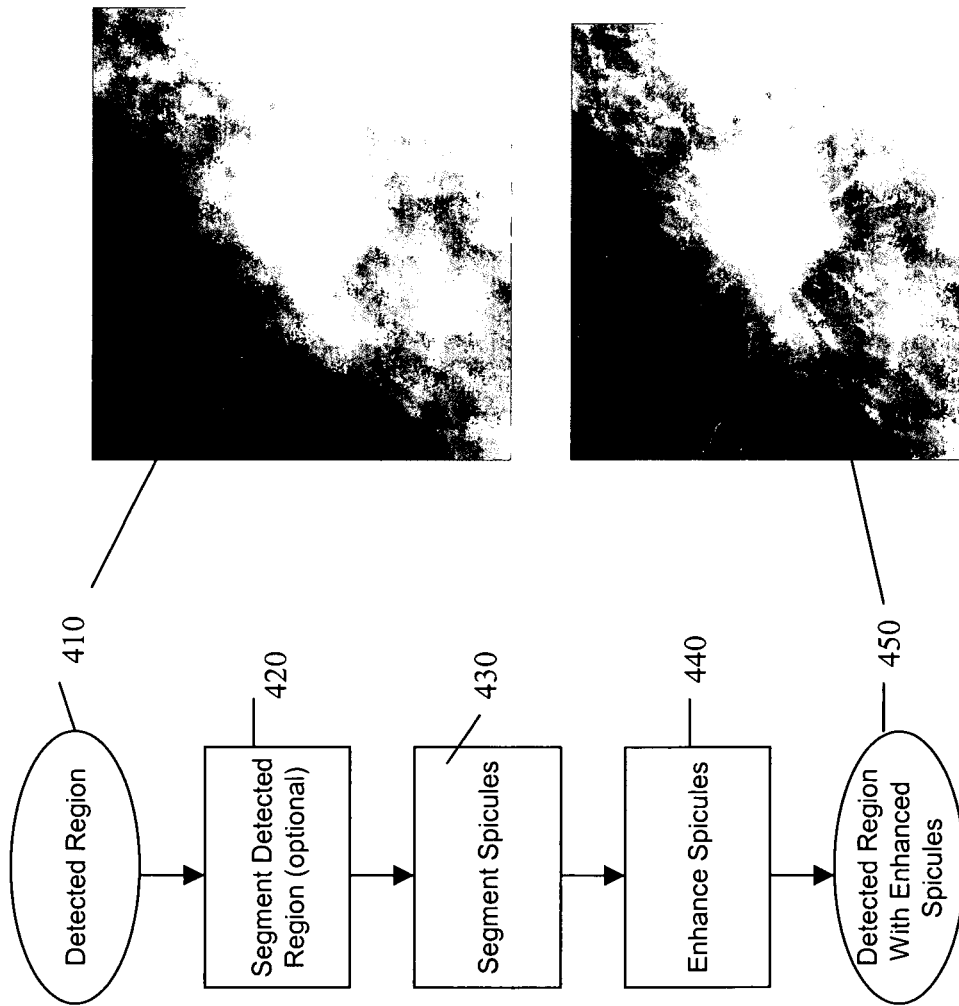 Detected Region
410
Segment Detected
Region (optional)
420
Segment Spicules
430
Enhance Spicules
440
Detected Region
With Enhanced
Spicules
450